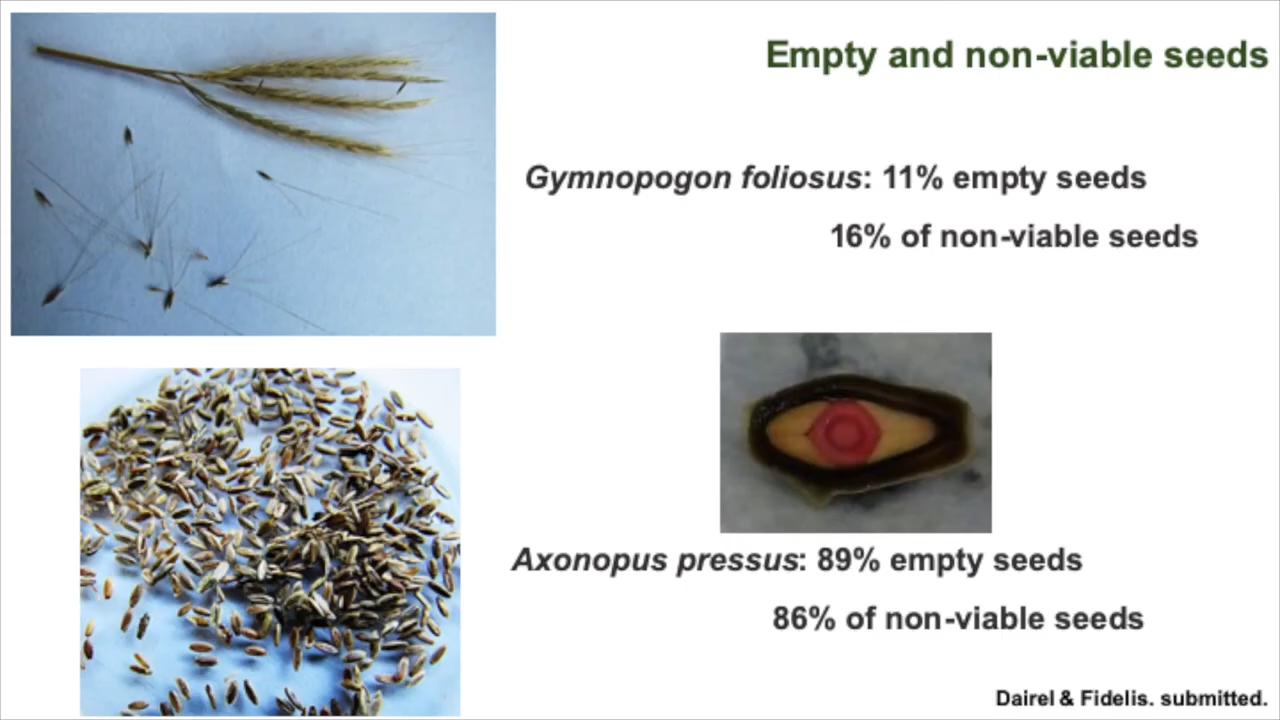 Empty and non-viable seeds
Gymnopogon foliosus: 11% empty seeds
16% of non-viable seeds
Axonopus pressus: 89% empty seeds
86% of non-viable seeds
Dairel & Fidelis. submitted.